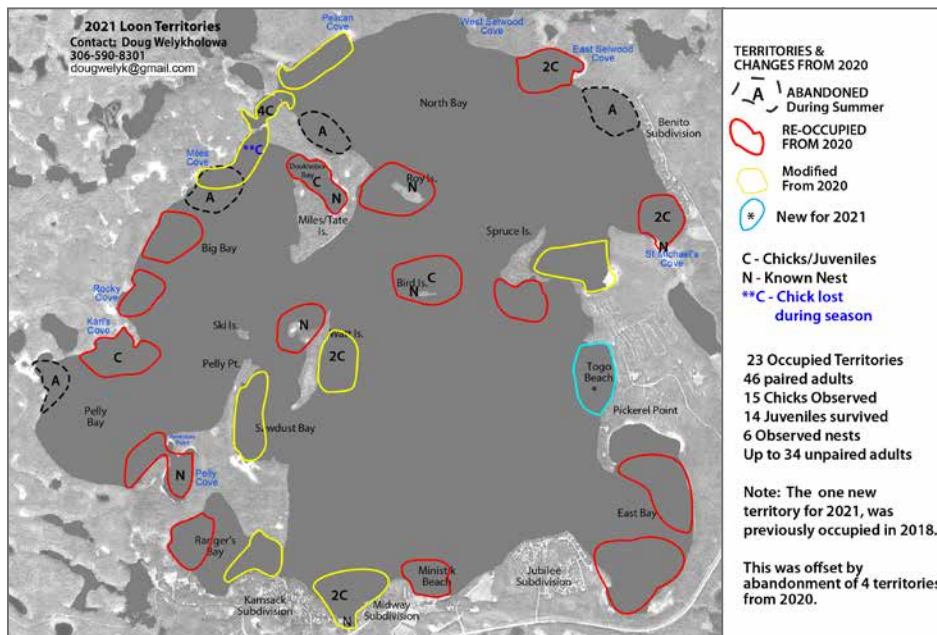 2021 Loon Territories
Contact: Doug Welykholowa
306-590-8301
dougwelyk@gmail.com
Pelican
Cove
West Selwood
Cove
East Selwood
Cove
2C
North Bay
4C
A
A
Benito
Subdivision
**C
Miles
Cove
A
Doukhobor
Bay
C
N
Roy Is.
N
Miles/Tate
Is.
2C
N
St Michael's
Cove
Big Bay
Spruce Is.
Rocky
Cove
C
Bird Is.
N
Karl's
Cove
C
Ski Is.
N
2C
Pelly Pt.
A
Togo
Beach
*
Pelly
Bay
Sawdust Bay
Pickerel Point
N
Pelly
Cove
East Bay
Ranger's
Bay
Ministik
Beach
Jubilee
Subdivision
Kamsack
Subdivision
2C
N
Midway
Subdivision
TERRITORIES &
CHANGES FROM 2020
A
ABANDONED
During Summer
RE-OCCUPIED
FROM 2020
Modified
From 2020
*
New for 2021
C - Chicks/Juveniles
N - Known Nest
**C - Chick lost
during season
23 Occupied Territories
46 paired adults
15 Chicks Observed
14 Juveniles survived
6 Observed nests
Up to 34 unpaired adults
Note: The one new
territory for 2021, was
previously occupied in 2018.
This was offset by
abandonment of 4 territories
from 2020.